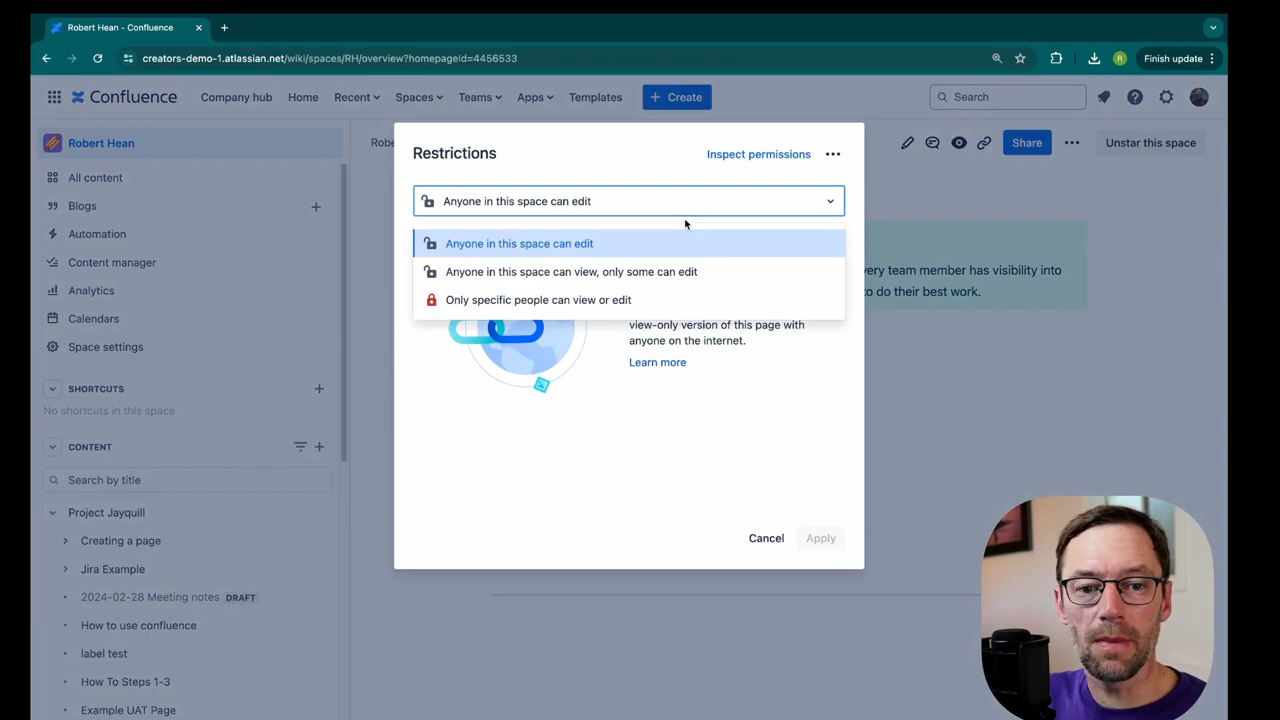 Robert Hean - Confluence
creators-demo-1.atlassian.net/wiki/spaces/RH/overview?homepageId=4456533
R
Finish update
Confluence
Company hub
Home
Recent
Spaces
Teams
Apps
Templates
+ Create
Search
Robert Hean
All content
Blogs
Automation
Content manager
Analytics
Calendars
Space settings
SHORTCUTS
No shortcuts in this space
CONTENT
Search by title
Project Jayquill
Creating a page
Jira Example
2024-02-28 Meeting notes DRAFT
How to use confluence
label test
How To Steps 1-3
Example UAT Page
Share
Unstar this space
team member has visibility into
to do their best work.
Restrictions
Inspect permissions
Anyone in this space can edit
Anyone in this space can edit
Anyone in this space can view, only some can edit
Only specific people can view or edit
view-only version of this page with
anyone on the internet.
Learn more
Cancel
Apply